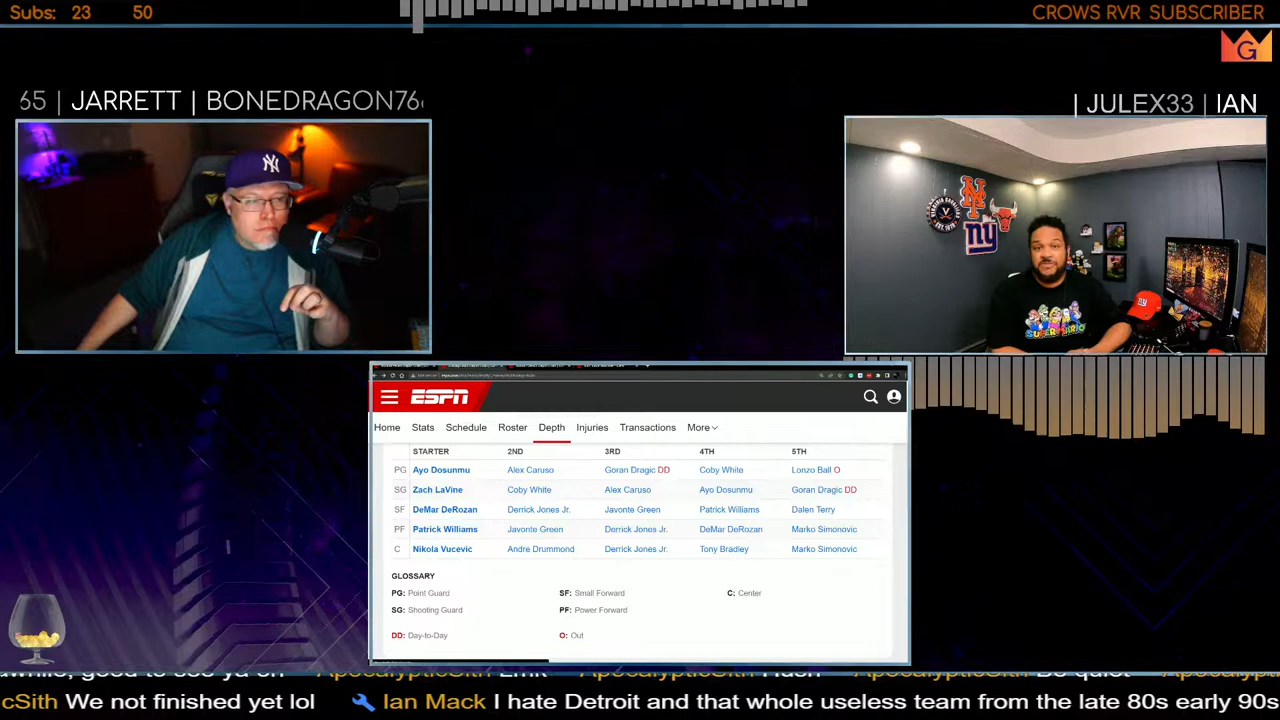 Subs: 23 50
CROWS RVR SUBSCRIBER
G
65 | JARRETT | BONEDRAGON76
| JULEX33 | IAN
NY
ny
SUPER MARIO
ESPN
Home Stats Schedule Roster Depth Injuries Transactions More
STARTER 2ND 3RD 4TH 5TH
PG Ayo Dosunmu Alex Caruso Goran Dragic DD Coby White Lonzo Ball O
SG Zach LaVine Coby White Alex Caruso Ayo Dosunmu Goran Dragic DD
SF DeMar DeRozan Derrick Jones Jr. Javonte Green Patrick Williams Dalen Terry
PF Patrick Williams Javonte Green Derrick Jones Jr. DeMar DeRozan Marko Simonovic
C Nikola Vucevic Andre Drummond Derrick Jones Jr. Tony Bradley Marko Simonovic
GLOSSARY
PG: Point Guard SF: Small Forward C: Center
SG: Shooting Guard PF: Power Forward
DD: Day-to-Day O: Out
cSith We not finished yet lol Ian Mack I hate Detroit and that whole useless team from the late 80s early 90s